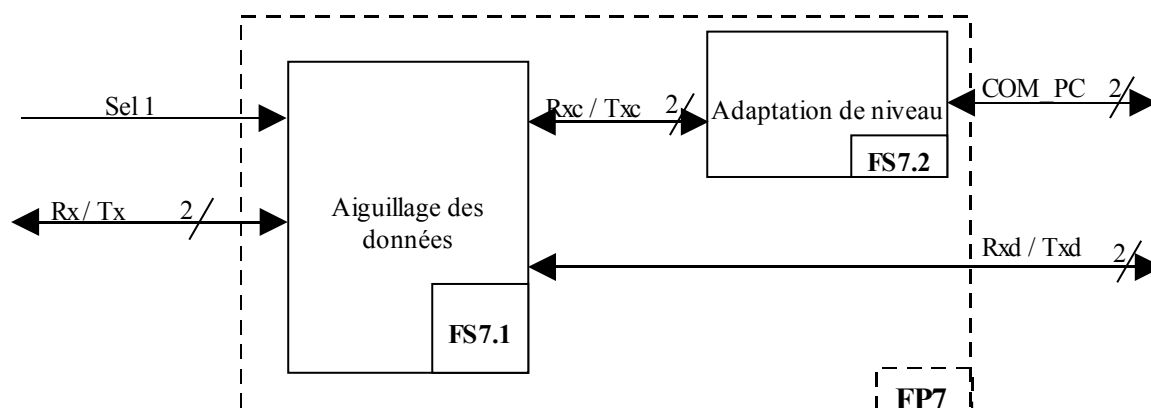 Sel 1
Rx / Tx
2
Aiguillage des
données
FS7.1
Rxc / Txc
2
Adaptation de niveau
FS7.2
COM_PC
2
Rxd / Txd
2
FP7